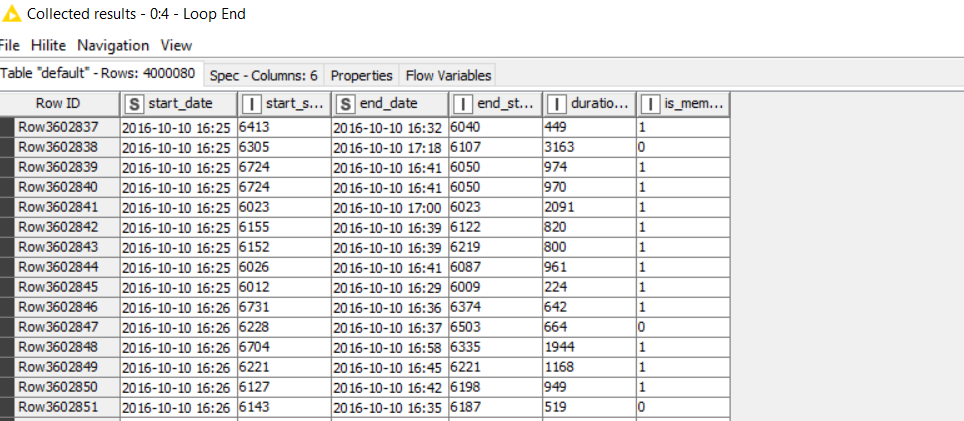 Collected results - 0:4 - Loop End
File Hilite Navigation View
Table "default" - Rows: 4000080 Spec - Columns: 6 Properties Flow Variables
Row ID S start_date I start_s... S end_date I end_st... I duratio... I is_mem...
Row3602837 2016-10-10 16:25 6413 2016-10-10 16:32 6040 449 1
Row3602838 2016-10-10 16:25 6305 2016-10-10 17:18 6107 3163 0
Row3602839 2016-10-10 16:25 6724 2016-10-10 16:41 6050 974 1
Row3602840 2016-10-10 16:25 6724 2016-10-10 16:41 6050 970 1
Row3602841 2016-10-10 16:25 6023 2016-10-10 17:00 6023 2091 1
Row3602842 2016-10-10 16:25 6155 2016-10-10 16:39 6122 820 1
Row3602843 2016-10-10 16:25 6152 2016-10-10 16:39 6219 800 1
Row3602844 2016-10-10 16:25 6026 2016-10-10 16:41 6087 961 1
Row3602845 2016-10-10 16:25 6012 2016-10-10 16:29 6009 224 1
Row3602846 2016-10-10 16:26 6731 2016-10-10 16:36 6374 642 1
Row3602847 2016-10-10 16:26 6228 2016-10-10 16:37 6503 664 0
Row3602848 2016-10-10 16:26 6704 2016-10-10 16:58 6335 1944 1
Row3602849 2016-10-10 16:26 6221 2016-10-10 16:45 6221 1168 1
Row3602850 2016-10-10 16:26 6127 2016-10-10 16:42 6198 949 1
Row3602851 2016-10-10 16:26 6143 2016-10-10 16:35 6187 519 0